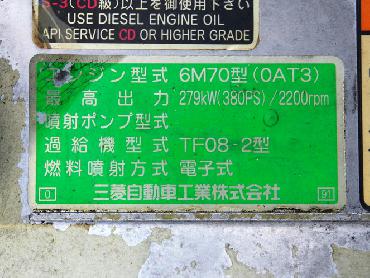 S-3(CD級)以上を御使用下さい
USE DIESEL ENGINE OIL
API SERVICE CD OR HIGHER GRADE
エンジン型式 6M70型(0AT3)
最高出力 279kW(380PS)/2200rpm
噴射ポンプ型式
過給機型式 TF08-2型
燃料噴射方式 電子式
三菱自動車工業株式会社
0
91